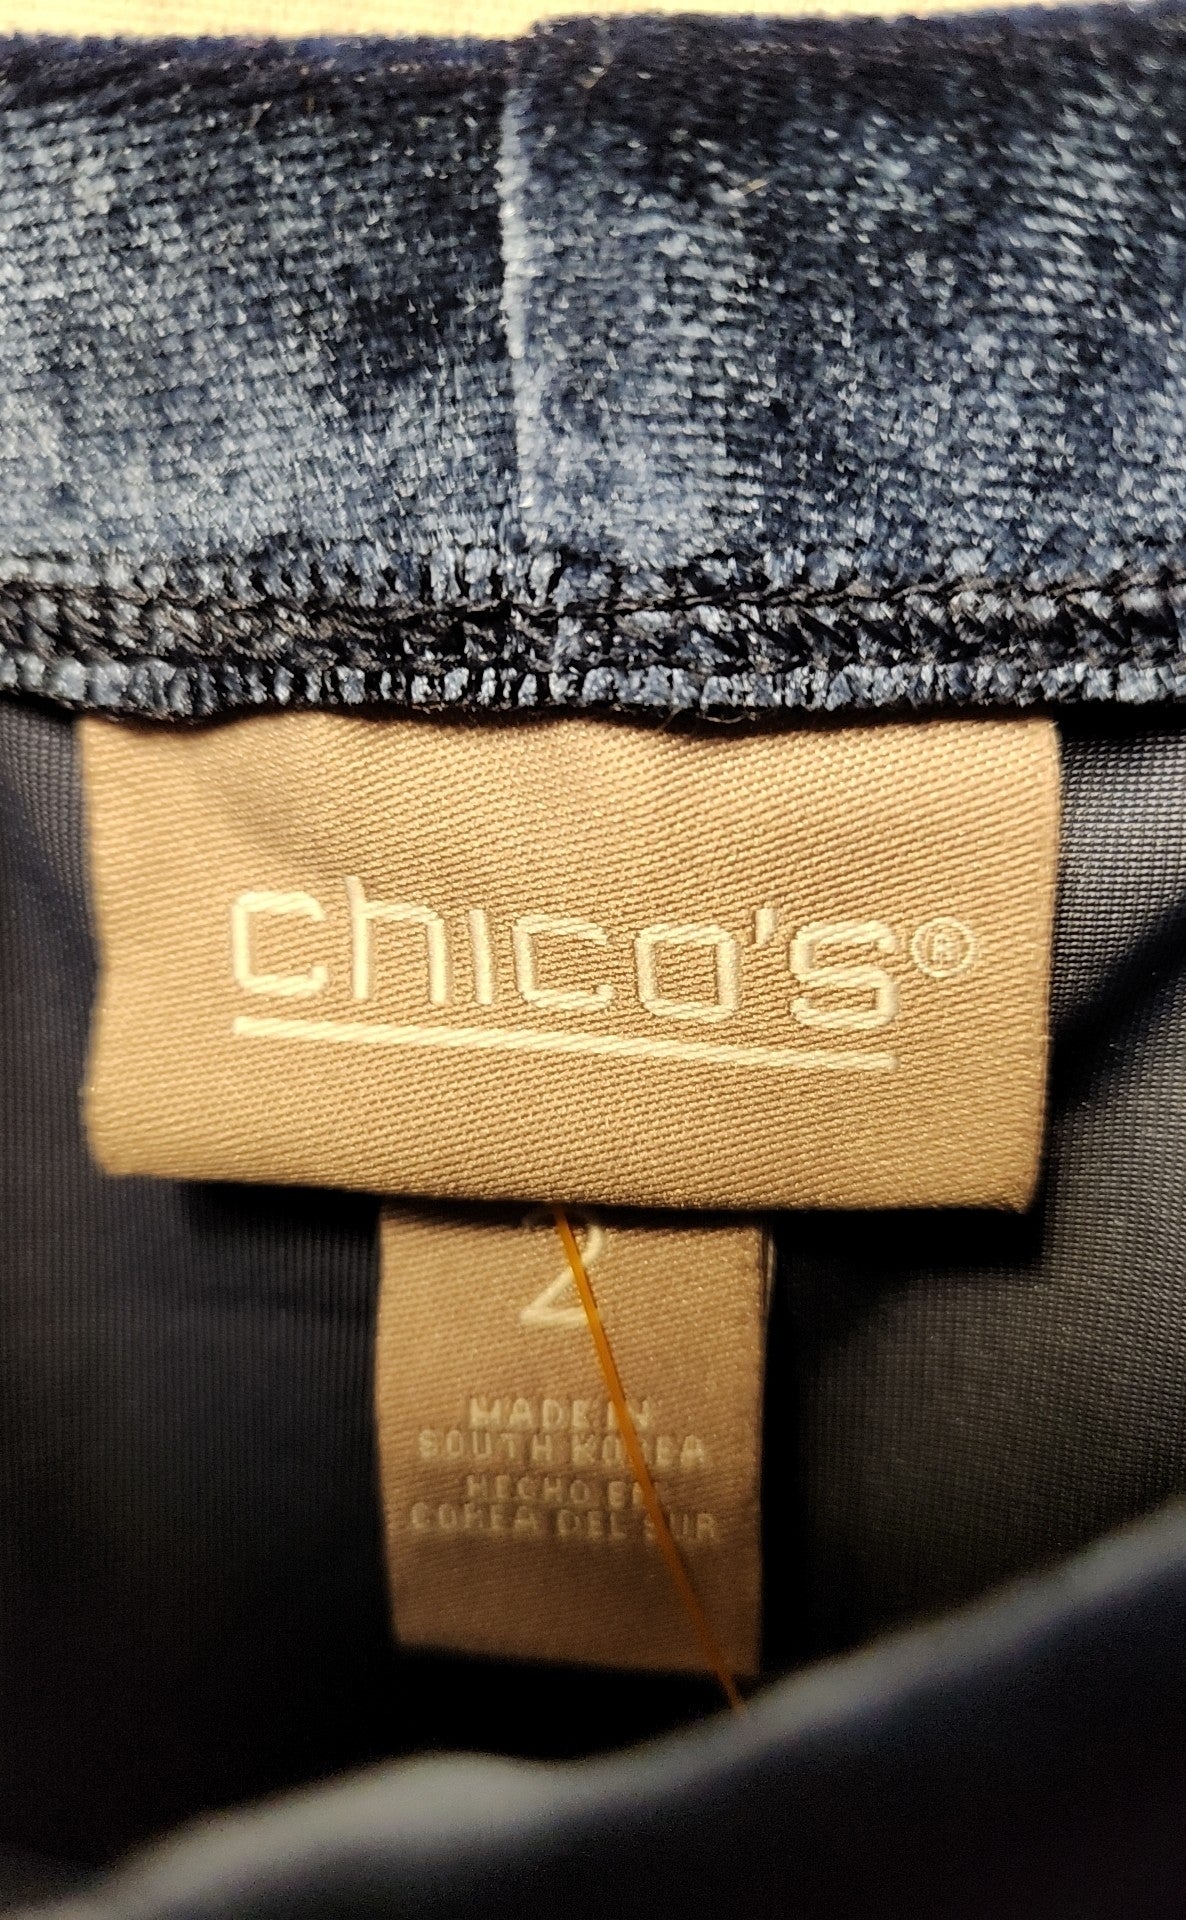 chico's®
2
MADE IN
SOUTH KOREA
HECHO EN
COREA DEL SUR